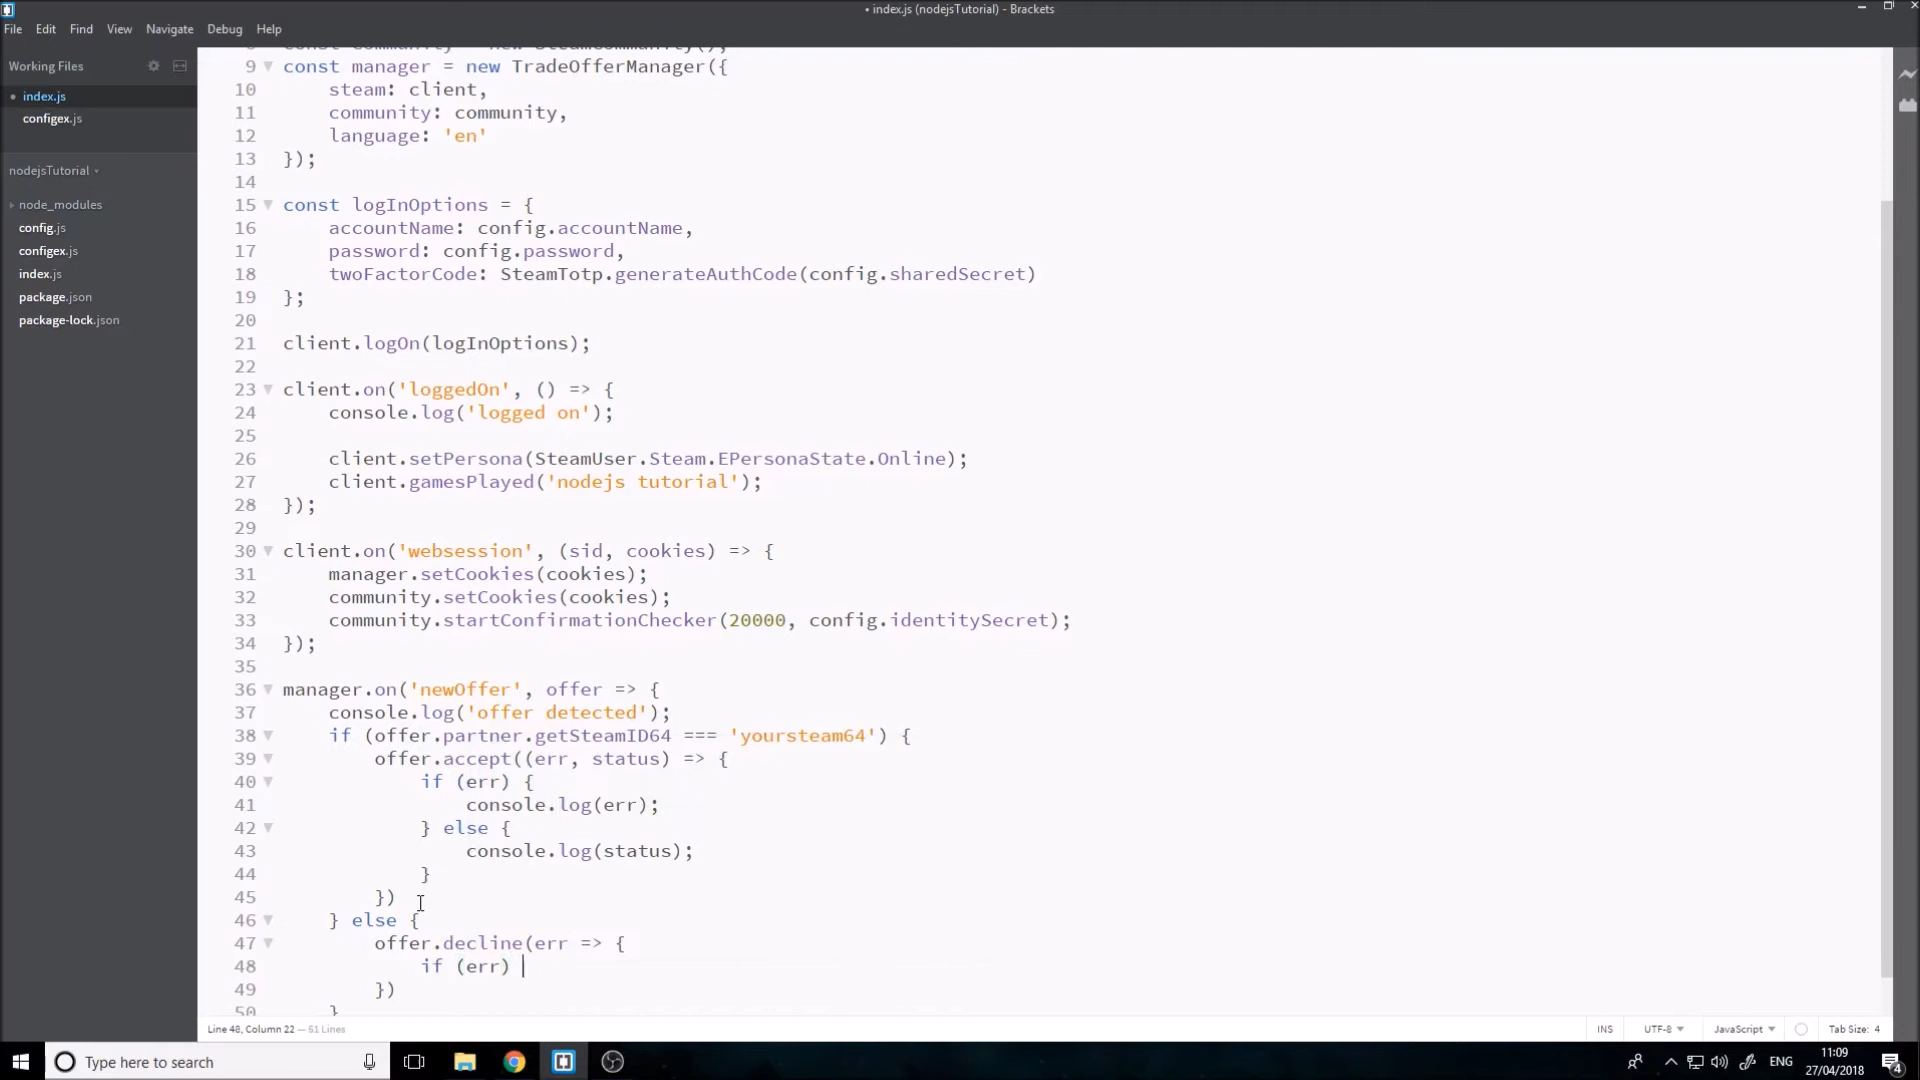 • index.js (nodejsTutorial) - Brackets
File Edit Find View Navigate Debug Help
Working Files
index.js
configex.js
nodejsTutorial
node_modules
config.js
configex.js
index.js
package.json
package-lock.json
8 const community = new SteamCommunity();
9 const manager = new TradeOfferManager({
10 steam: client,
11 community: community,
12 language: 'en'
13 });
14
15 const logInOptions = {
16 accountName: config.accountName,
17 password: config.password,
18 twoFactorCode: SteamTotp.generateAuthCode(config.sharedSecret)
19 };
20
21 client.logOn(logInOptions);
22
23 client.on('loggedOn', () => {
24 console.log('logged on');
25
26 client.setPersona(SteamUser.Steam.EPersonaState.Online);
27 client.gamesPlayed('nodejs tutorial');
28 });
29
30 client.on('websession', (sid, cookies) => {
31 manager.setCookies(cookies);
32 community.setCookies(cookies);
33 community.startConfirmationChecker(20000, config.identitySecret);
34 });
35
36 manager.on('newOffer', offer => {
37 console.log('offer detected');
38 if (offer.partner.getSteamID64 === 'yoursteam64') {
39 offer.accept((err, status) => {
40 if (err) {
41 console.log(err);
42 } else {
43 console.log(status);
44 }
45 })
46 } else {
47 offer.decline(err => {
48 if (err)
49 })
50 }
Line 48, Column 22 — 51 Lines
INS UTF-8 JavaScript Tab Size: 4
Type here to search
ENG
11:09
27/04/2018
4